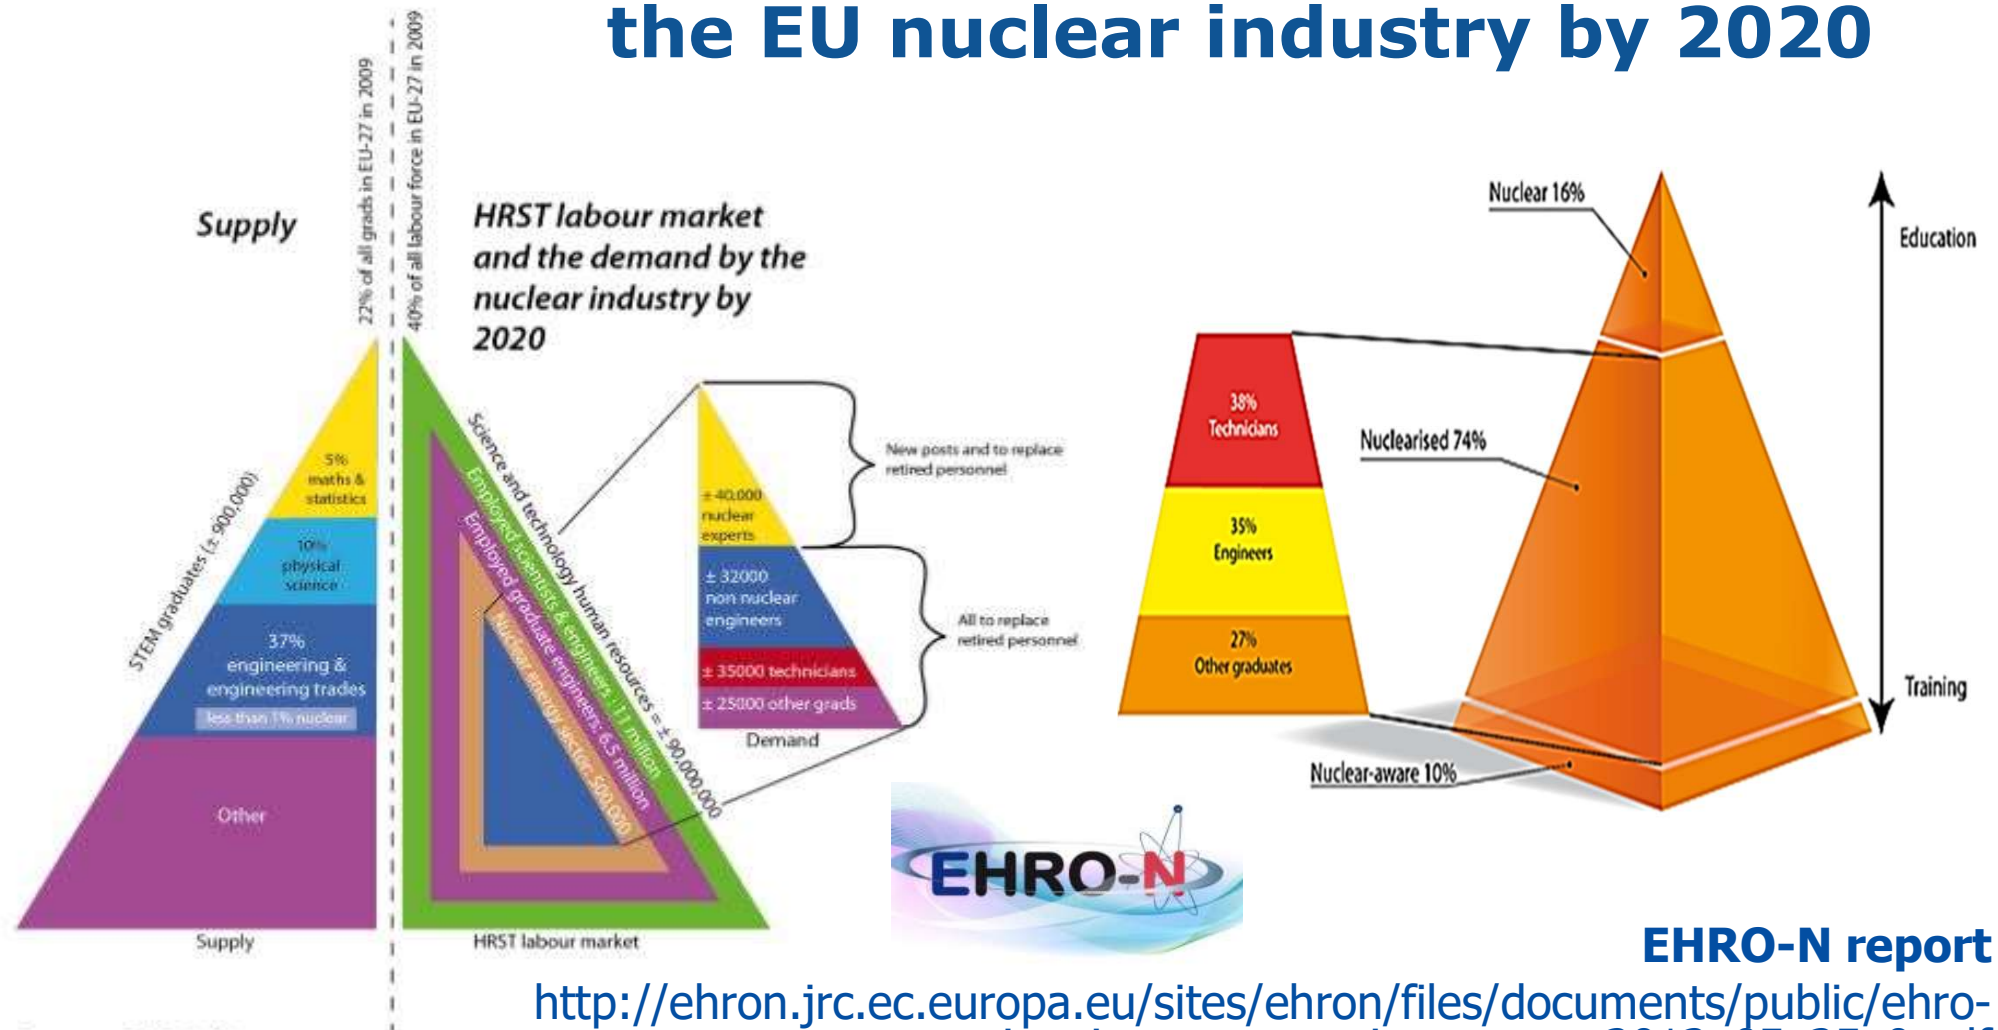 the EU nuclear industry by 2020
22% of all grads in EU-27 in 2009
40% of all labour force in EU-27 in 2009
Supply
HRST labour market
and the demand by the
nuclear industry by
2020
STEM graduates (± 900,000)
5%
maths &
statistics
10%
physical
science
37%
engineering &
engineering trades
less than 1% nuclear
Other
Supply
Science and technology human resources = ± 90,000,000
Employed scientists & engineers: 11 million
Employed graduate engineers: 6.5 million
Nuclear energy sector: 500,000
HRST labour market
± 40,000
nuclear
experts
± 32000
non nuclear
engineers
± 35000 technicians
± 25000 other grads
Demand
New posts and to replace
retired personnel
All to replace
retired personnel
38%
Technicians
35%
Engineers
27%
Other graduates
Nuclear 16%
Nuclearised 74%
Nuclear-aware 10%
Education
Training
EHRO-N
EHRO-N report
http://ehron.jrc.ec.europa.eu/sites/ehron/files/documents/public/ehro-